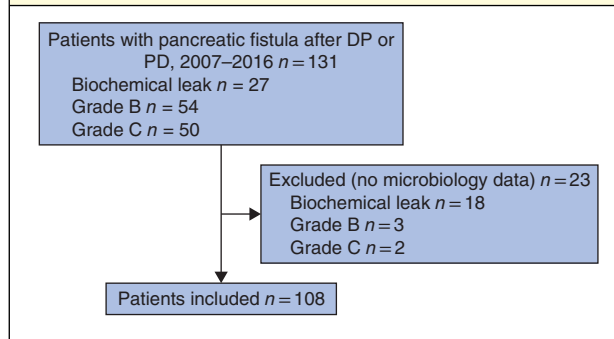 Patients with pancreatic fistula after DP or
PD, 2007–2016 n = 131
Biochemical leak n = 27
Grade B n = 54
Grade C n = 50
Excluded (no microbiology data) n = 23
Biochemical leak n = 18
Grade B n = 3
Grade C n = 2
Patients included n = 108